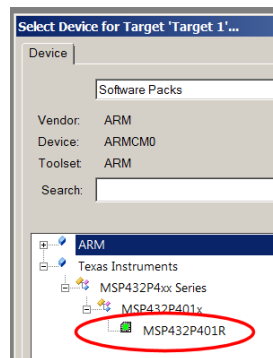 Select Device for Target 'Target 1'...
Device
Software Packs
Vendor: ARM
Device: ARMCM0
Toolset: ARM
Search:
ARM
Texas Instruments
MSP432P4xx Series
MSP432P401x
MSP432P401R